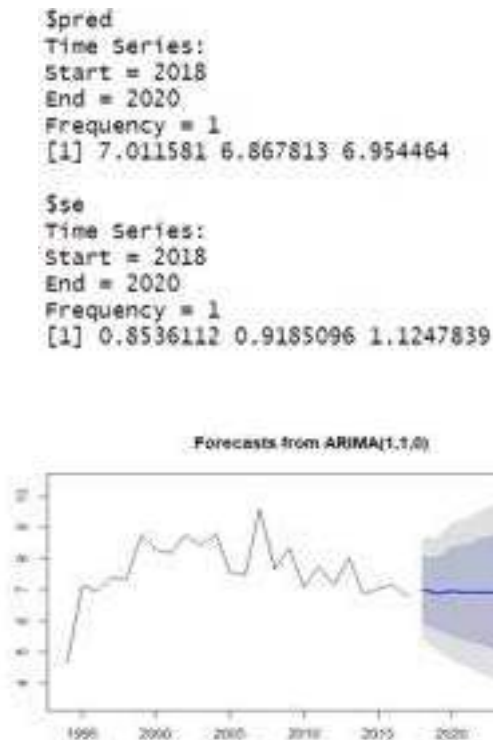 $pred
Time Series:
Start = 2018
End = 2020
Frequency = 1
[1] 7.011581 6.867813 6.954464
$se
Time Series:
Start = 2018
End = 2020
Frequency = 1
[1] 0.8536112 0.9185096 1.1247839
Forecasts from ARIMA(1,1,0)
7
1995 2000 2005 2010 2015 2020